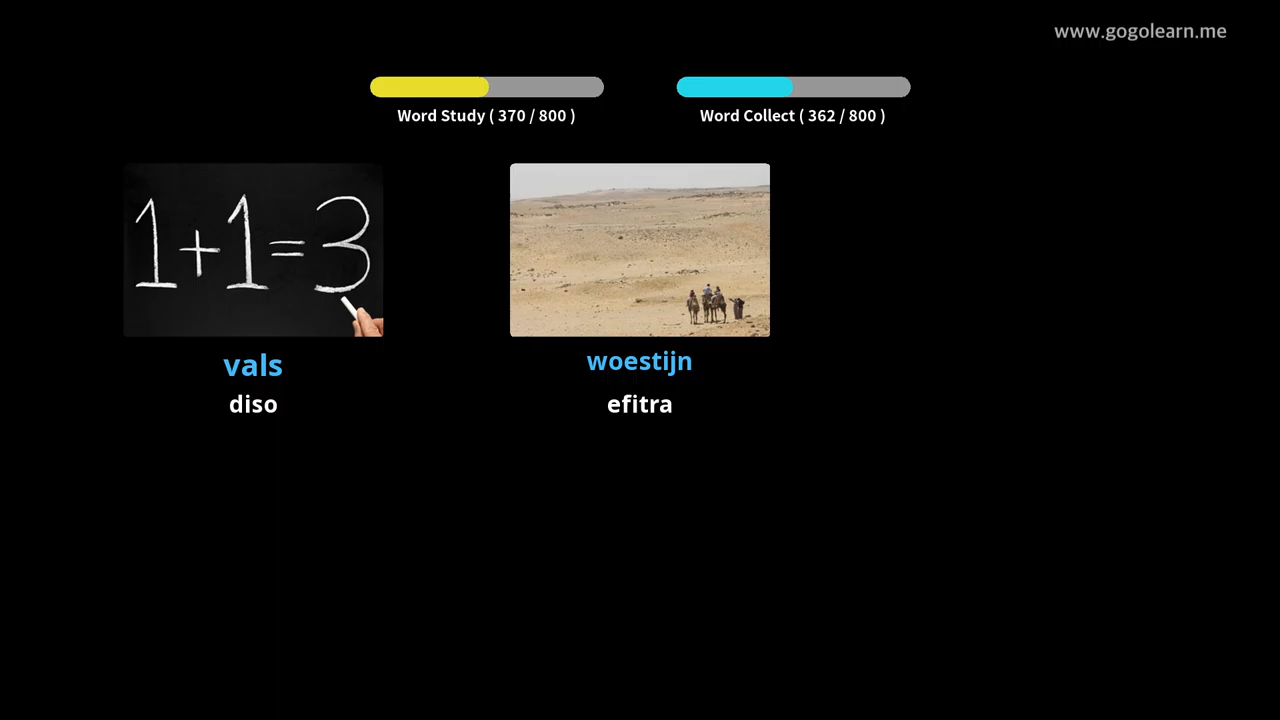 www.gogolearn.me
Word Study ( 370 / 800 )
Word Collect ( 362 / 800 )
1+1=3
vals
diso
woestijn
efitra